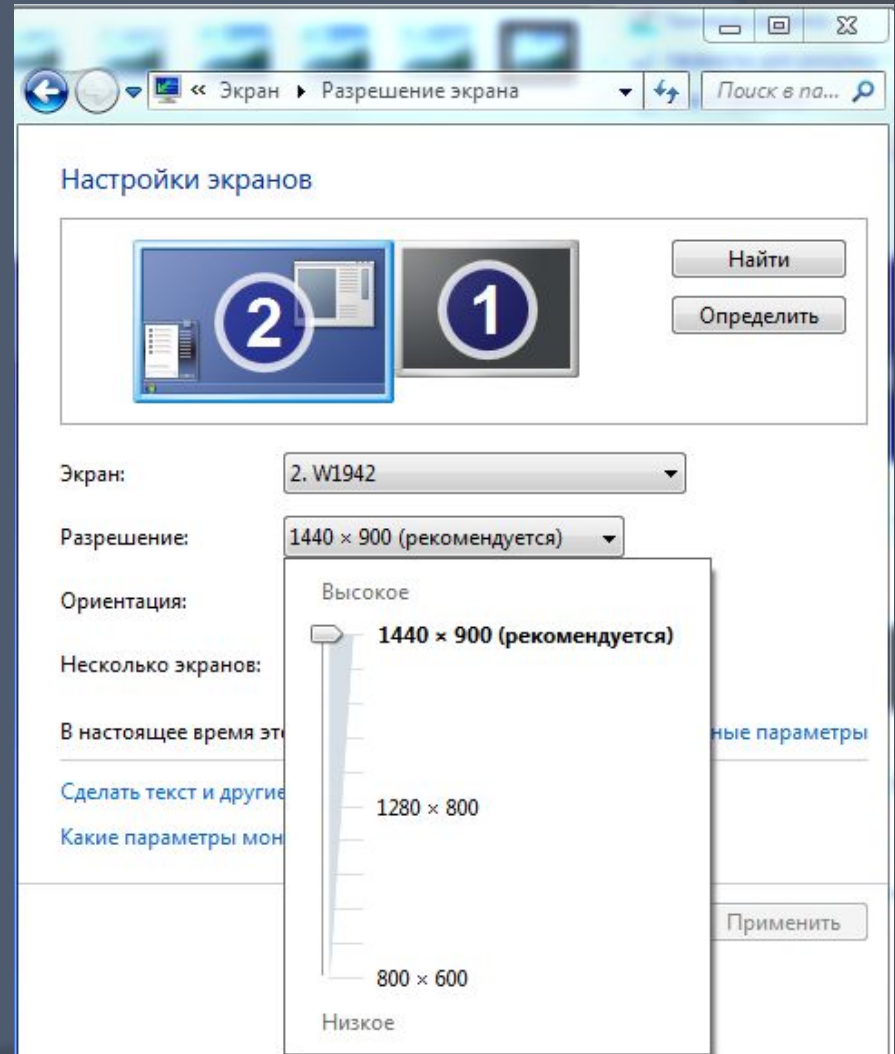 « Экран ▸ Разрешение экрана
Поиск в па...
Настройки экранов
2
1
Найти
Определить
Экран:
2. W1942
Разрешение:
1440 × 900 (рекомендуется)
Высокое
Ориентация:
1440 × 900 (рекомендуется)
Несколько экранов:
В настоящее время
ные параметры
Сделать текст и другие
1280 × 800
Какие параметры мон
Применить
800 × 600
Низкое